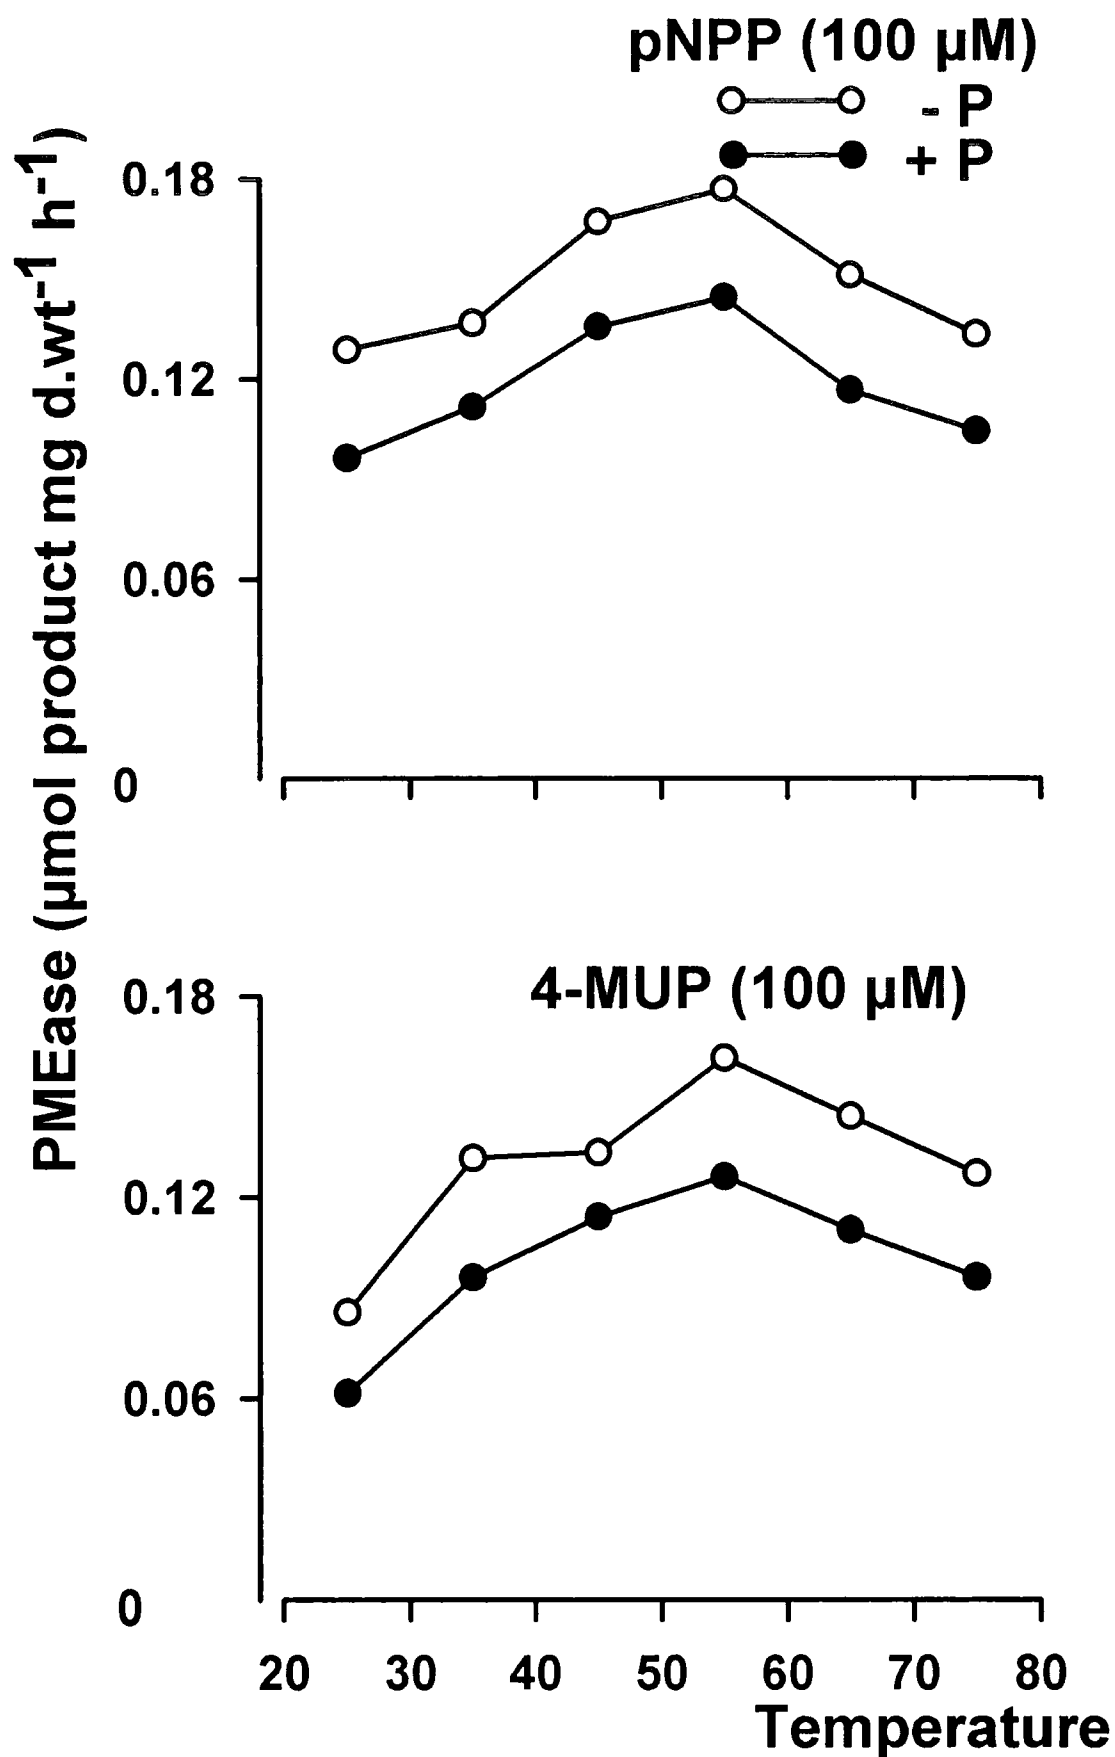 pNPP (100 µM)
- P
+ P
PMEase (µmol product mg d.wt⁻¹ h⁻¹)
0.18
0.12
0.06
0
4-MUP (100 µM)
0.18
0.12
0.06
0
20 30 40 50 60 70 80
Temperature